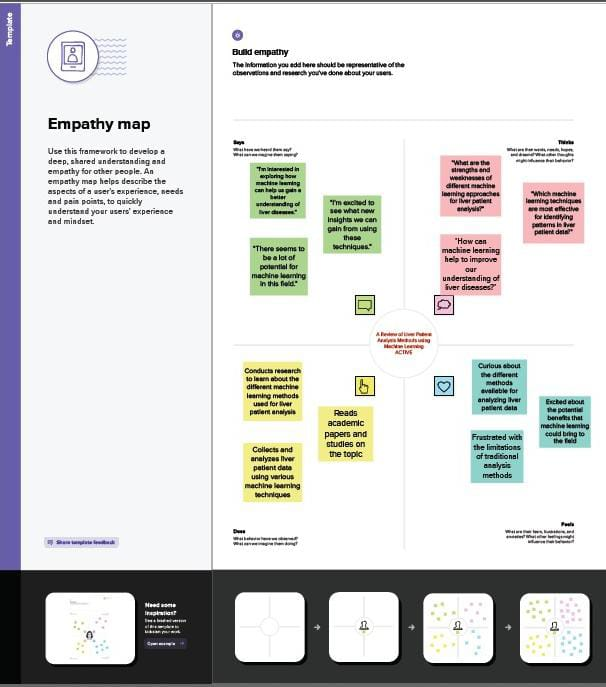 Template
Empathy map
Use this framework to develop a
deep, shared understanding and
empathy for other people. An
empathy map helps describe the
aspects of a user's experience, needs
and pain points, to quickly
understand your users' experience
and mindset.
Share template feedback
Build empathy
The information you add here should be representative of the
observations and research you've done about your users.
Says
What have we heard them say?
What can we imagine them saying?
"I'm interested in
exploring how
machine learning
can help us gain a
better
understanding of
liver diseases."
"I'm excited to
see what new
insights we can
gain from using
these
techniques."
"There seems to
be a lot of
potential for
machine learning
in this field."
Thinks
What are their wants, needs, hopes,
and dreams? What other thoughts
might influence their behavior?
"What are the
strengths and
weaknesses of
different machine
learning approaches
for liver patient
analysis?"
"Which machine
learning techniques
are most effective
for identifying
patterns in liver
patient data?"
"How can
machine learning
help to improve
our
understanding of
liver diseases?"
A Review of Liver Patient
Analysis Methods using
Machine Learning
ACTIVE
Conducts research
to learn about the
different machine
learning methods
used for liver
patient analysis
Reads
academic
papers and
studies on
the topic
Collects and
analyzes liver
patient data
using various
machine learning
techniques
Does
What behavior have we observed?
What can we imagine them doing?
Curious about
the different
methods
available for
analyzing liver
patient data
Excited about
the potential
benefits that
machine learning
could bring to
the field
Frustrated with
the limitations
of traditional
analysis
methods
Feels
What are their fears, frustrations, and
anxieties? What other feelings might
influence their behavior?
Need some
inspiration?
See a finished version
of this template to
kickstart your work.
Open example